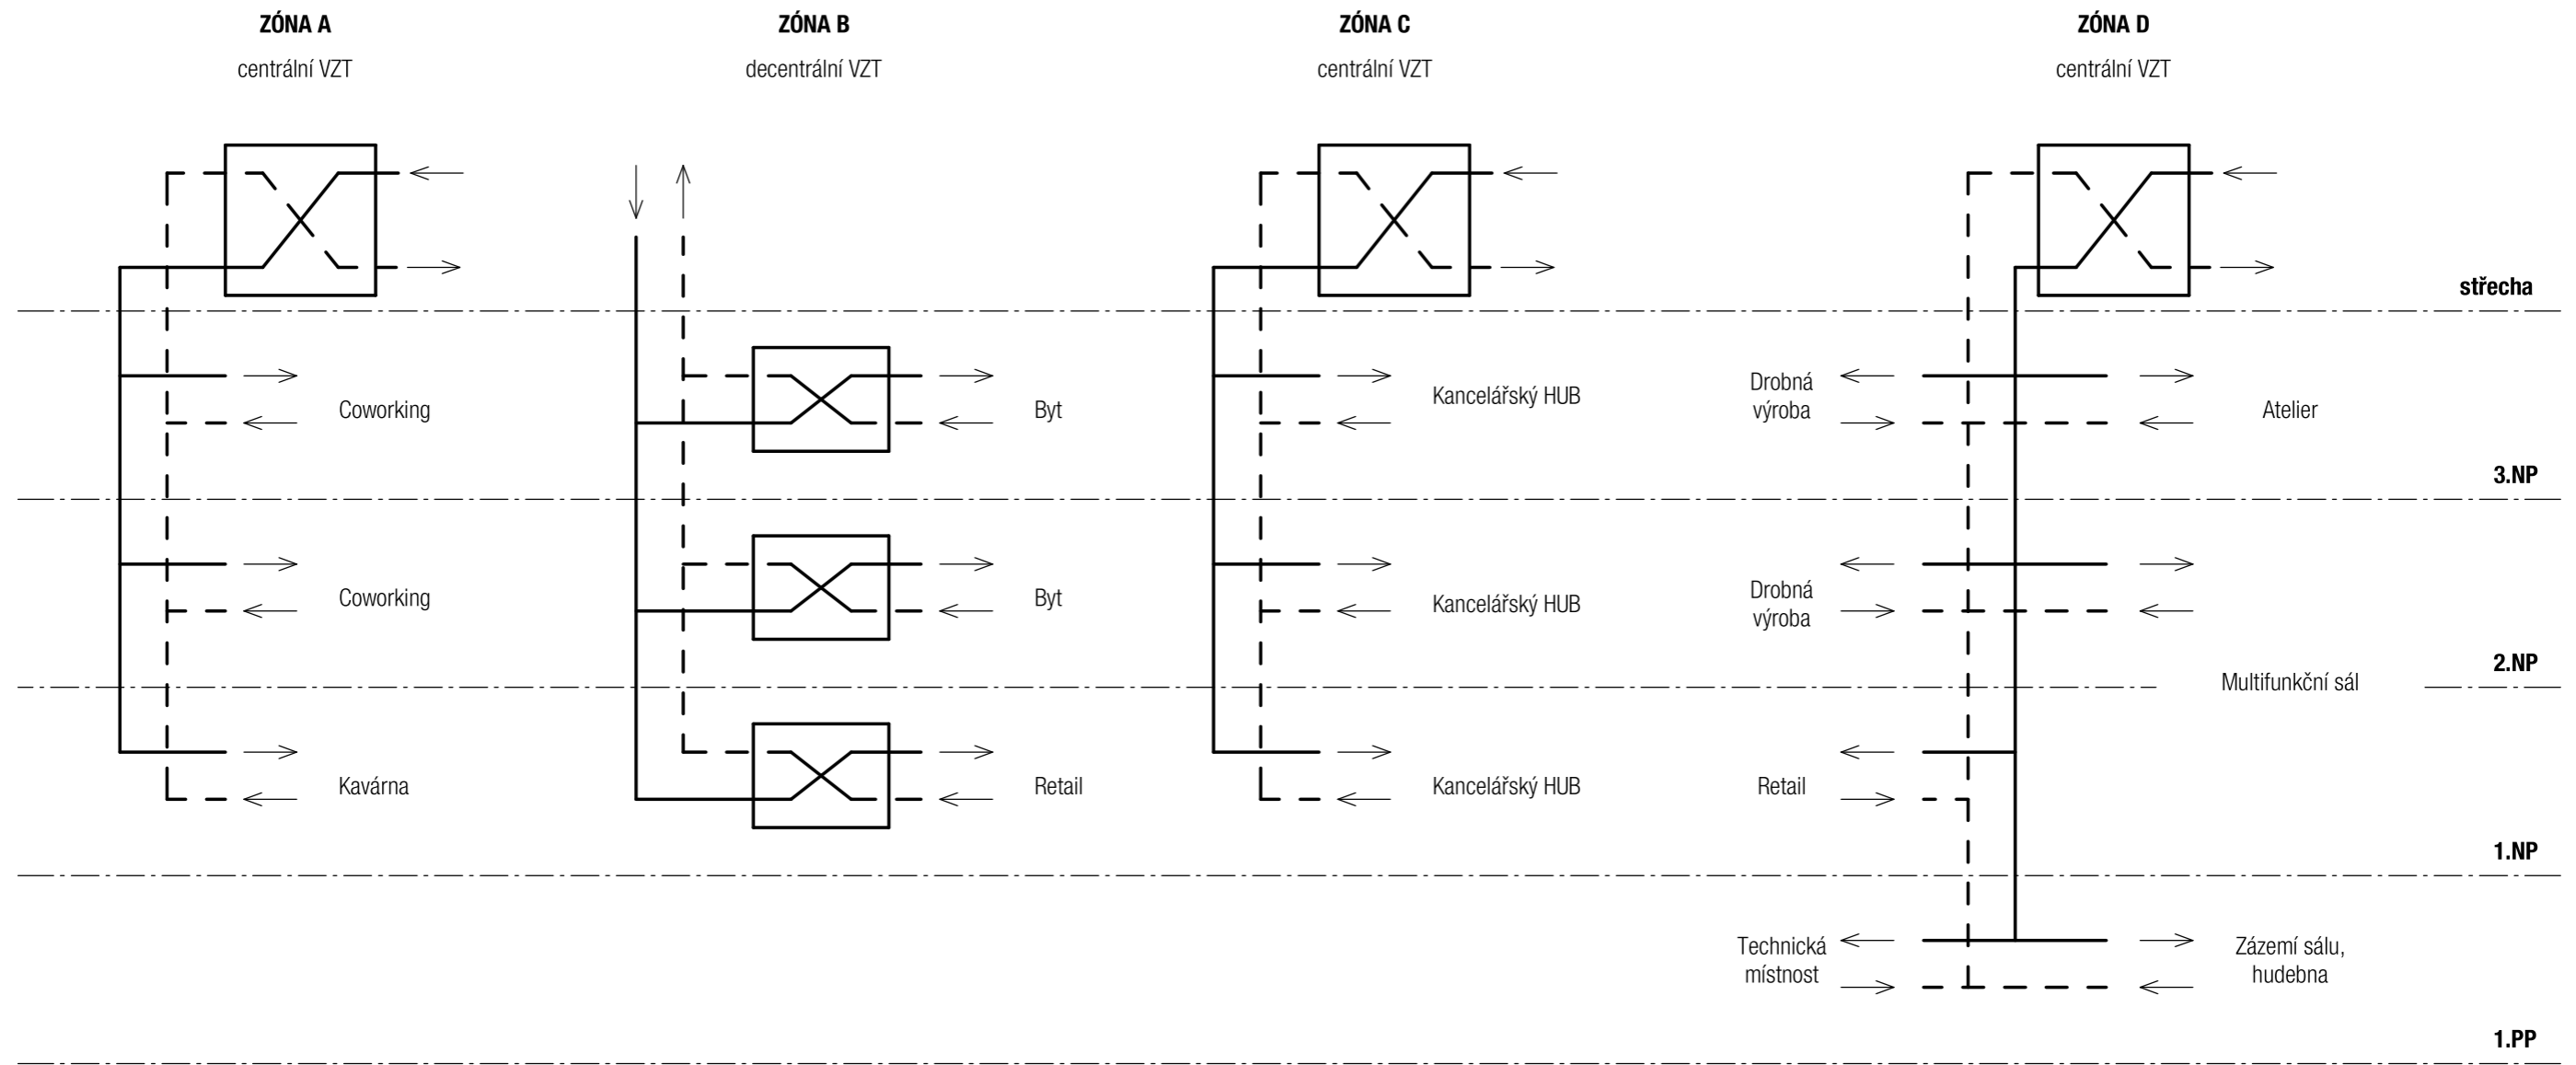 ZÓNA A
centrální VZT
ZÓNA B
decentrální VZT
ZÓNA C
centrální VZT
ZÓNA D
centrální VZT
střecha
Coworking
Byt
Kancelářský HUB
Drobná
výroba
Atelier
3.NP
Coworking
Byt
Kancelářský HUB
Drobná
výroba
2.NP
Multifunkční sál
Kavárna
Retail
Kancelářský HUB
Retail
1.NP
Technická
místnost
Zázemí sálu,
hudebna
1.PP